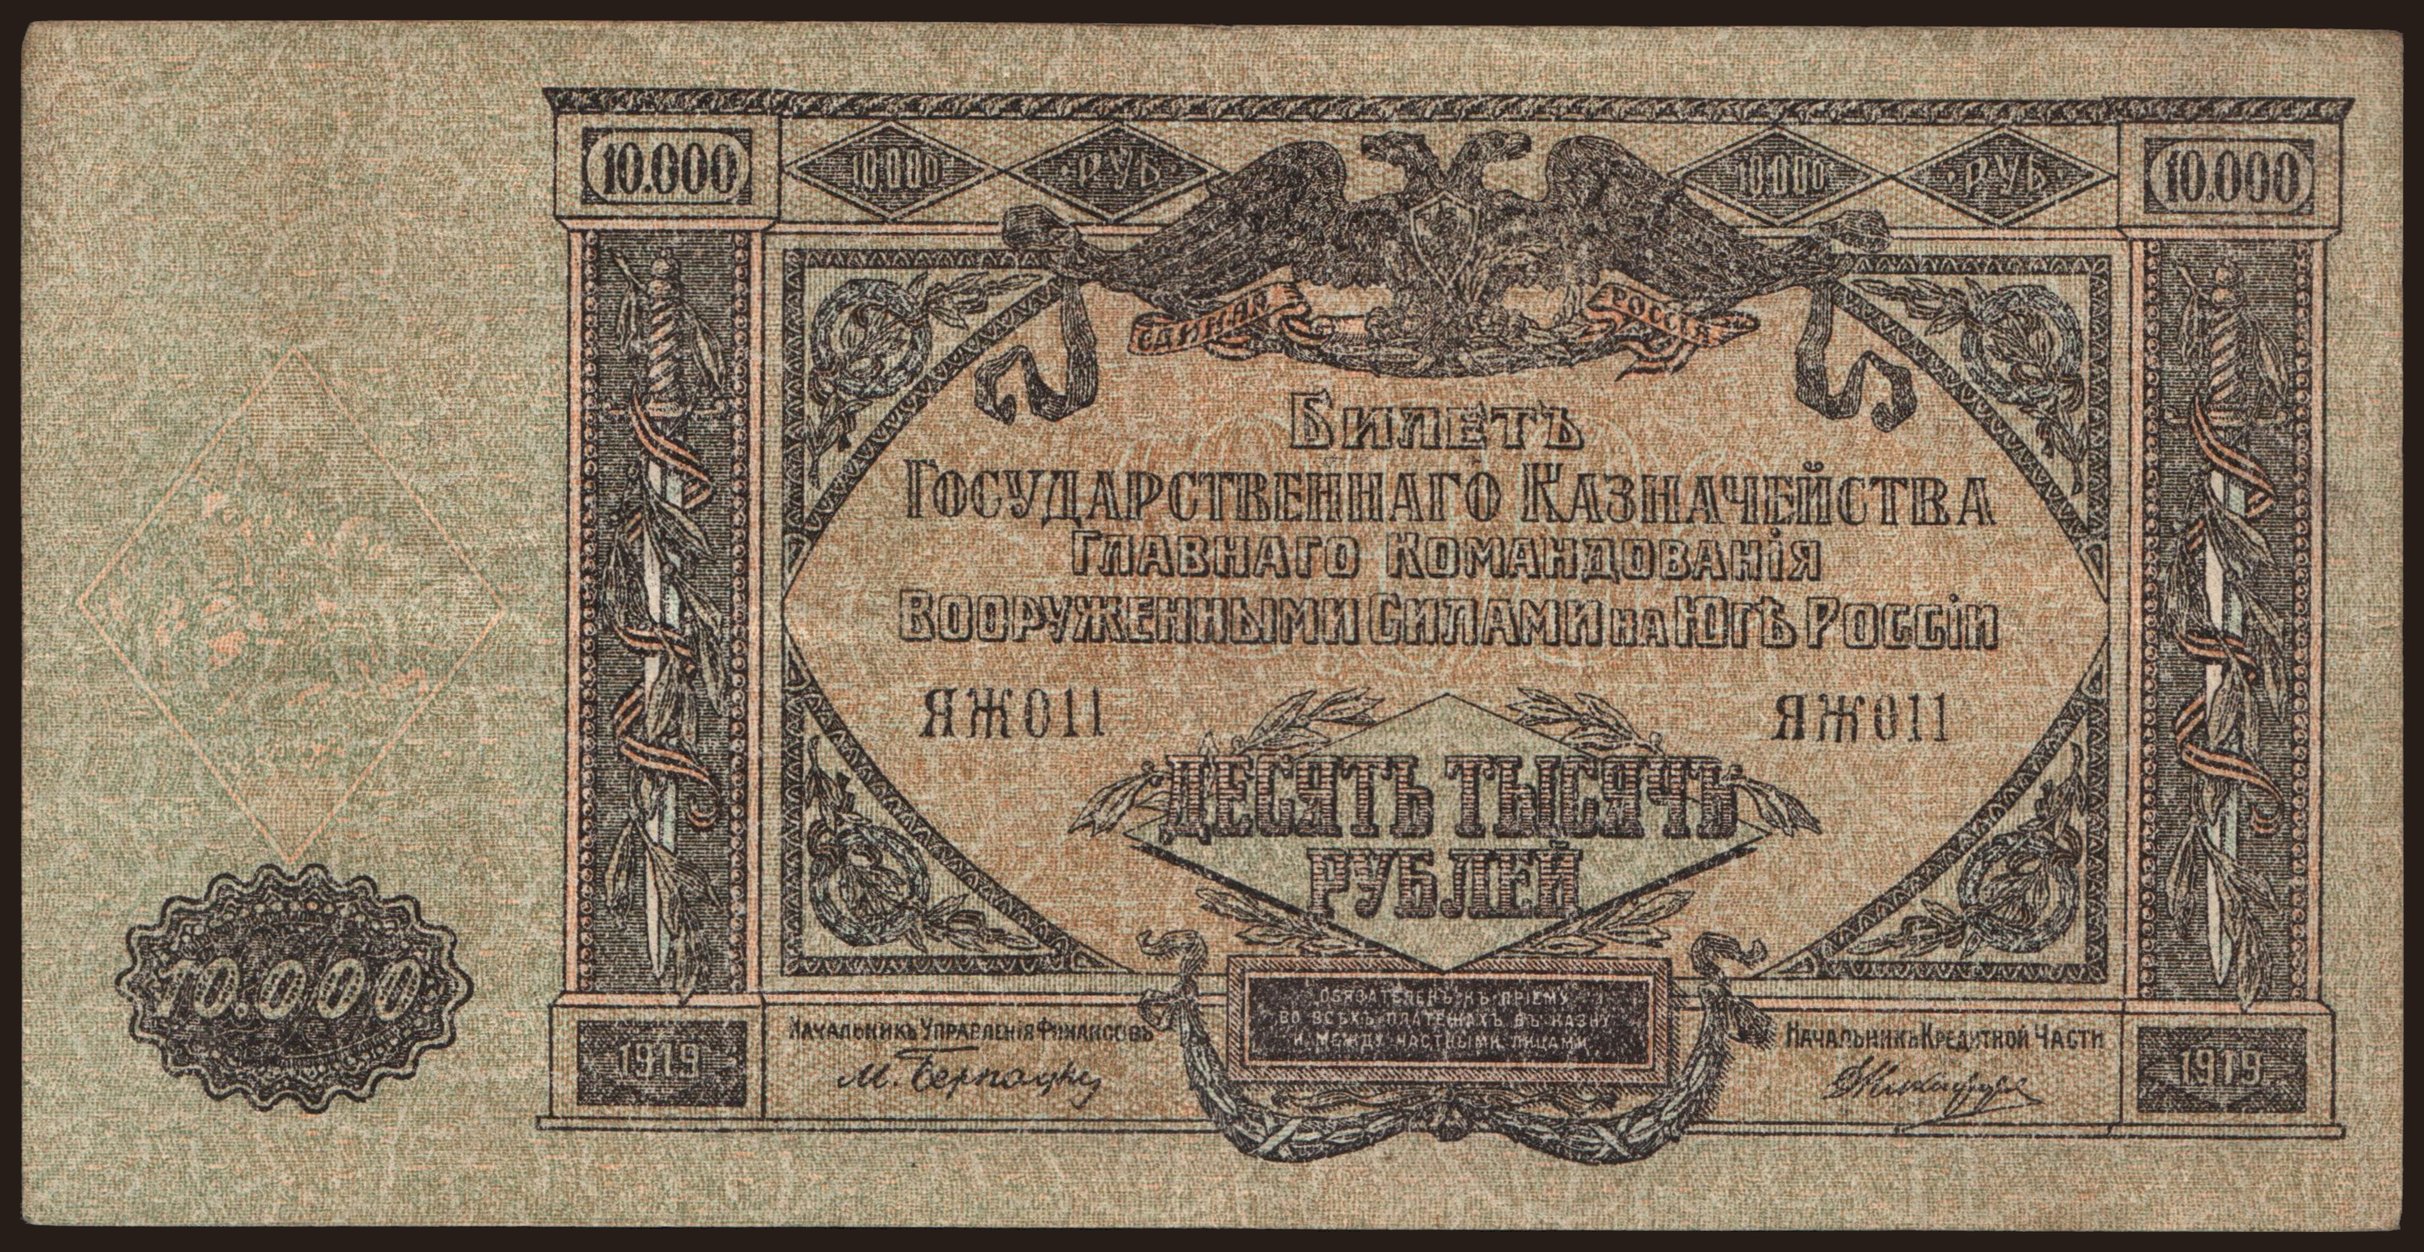 10.000 10.000 РУБ. 10.000 РУБ. 10.000
ЕДИНАЯ РОССІЯ
БИЛЕТЪ
ГОСУДАРСТВЕННАГО КАЗНАЧЕЙСТВА
ГЛАВНАГО КОМАНДОВАНІЯ
ВООРУЖЕННЫМИ СИЛАМИ НА ЮГѢ РОССІИ
ЯЖ011 ЯЖ011
ДЕСЯТЬ ТЫСЯЧЪ
РУБЛЕЙ
10.000
ОБЯЗАТЕЛЕНЪ КЪ ПРІЕМУ
ВО ВСѢХЪ ПЛАТЕЖАХЪ ВЪ КАЗНУ
И МЕЖДУ ЧАСТНЫМИ ЛИЦАМИ
НАЧАЛЬНИКЪ УПРАВЛЕНІЯ ФИНАНСОВЪ НАЧАЛЬНИКЪ КРЕДИТНОЙ ЧАСТИ
1919 М. Бернацкій 1919